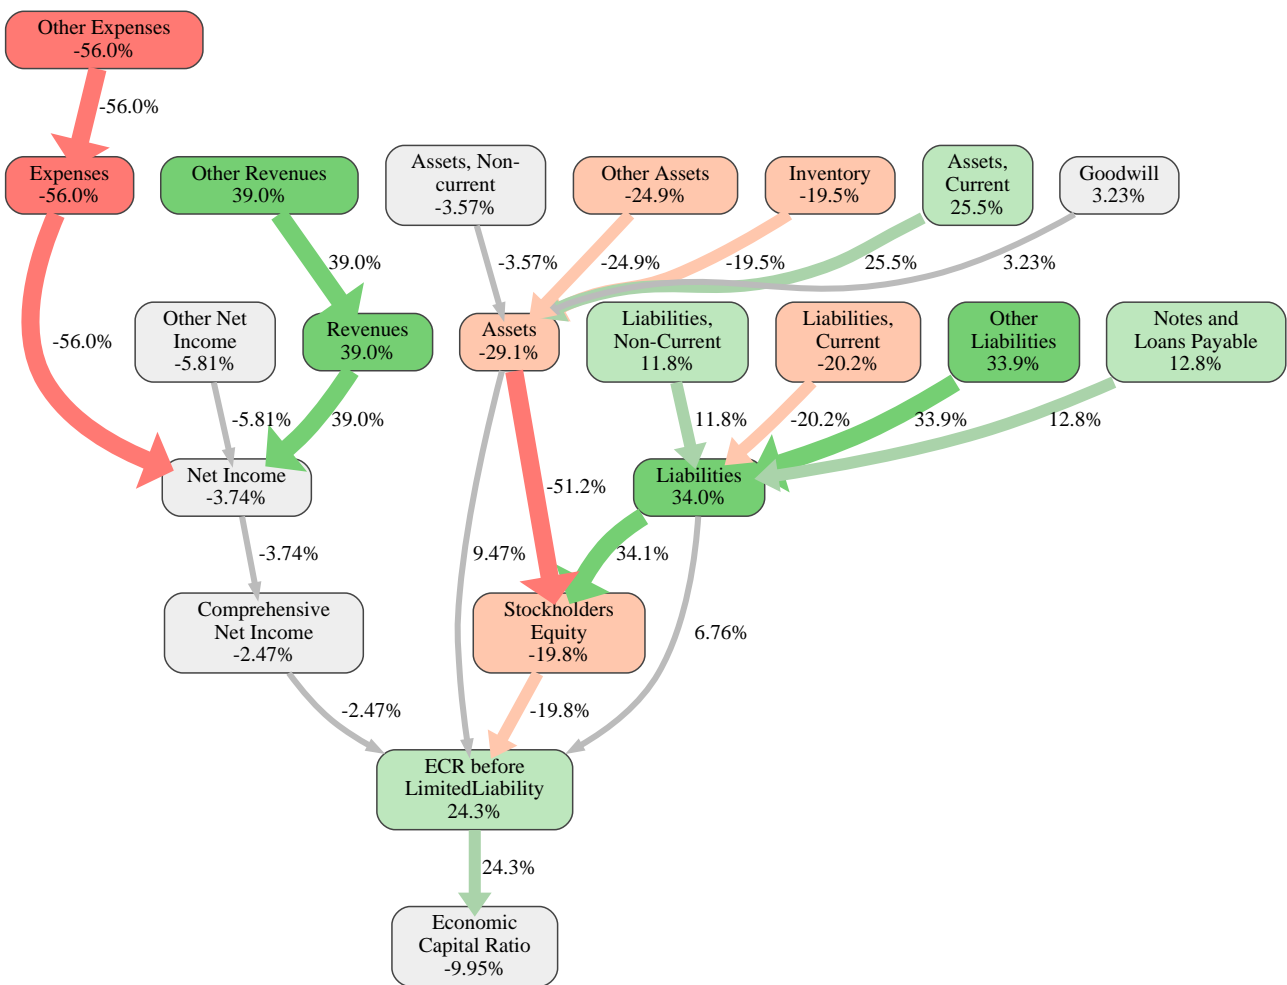 Other Expenses
-56.0%
-56.0%
Expenses
-56.0%
Other Revenues
39.0%
Assets, Non-
current
-3.57%
Other Assets
-24.9%
Inventory
-19.5%
Assets,
Current
25.5%
Goodwill
3.23%
39.0%
-3.57%
-24.9%
-19.5%
25.5%
3.23%
-56.0%
Other Net
Income
-5.81%
Revenues
39.0%
Assets
-29.1%
Liabilities,
Non-Current
11.8%
Liabilities,
Current
-20.2%
Other
Liabilities
33.9%
Notes and
Loans Payable
12.8%
-5.81%
39.0%
11.8%
-20.2%
33.9%
12.8%
Net Income
-3.74%
-51.2%
Liabilities
34.0%
-3.74%
9.47%
34.1%
Comprehensive
Net Income
-2.47%
Stockholders
Equity
-19.8%
6.76%
-2.47%
-19.8%
ECR before
LimitedLiability
24.3%
24.3%
Economic
Capital Ratio
-9.95%